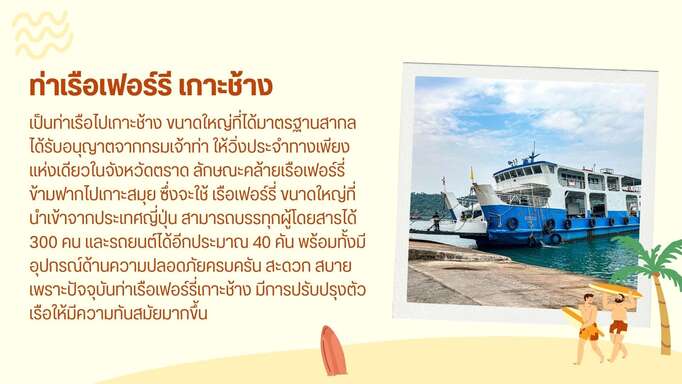 ท่าเรือเฟอร์รี เกาะช้าง
เป็นท่าเรือไปเกาะช้าง ขนาดใหญ่ที่ได้มาตรฐานสากล
ได้รับอนุญาตจากกรมเจ้าท่า ให้วิ่งประจำทางเพียง
แห่งเดียวในจังหวัดตราด ลักษณะคล้ายเรือเฟอร์รี่
ข้ามฟากไปเกาะสมุย ซึ่งจะใช้ เรือเฟอร์รี่ ขนาดใหญ่ที่
นำเข้าจากประเทศญี่ปุ่น สามารถบรรทุกผู้โดยสารได้
300 คน และรถยนต์ได้อีกประมาณ 40 คัน พร้อมทั้งมี
อุปกรณ์ด้านความปลอดภัยครบครัน สะดวก สบาย
เพราะปัจจุบันท่าเรือเฟอร์รี่เกาะช้าง มีการปรับปรุงตัว
เรือให้มีความทันสมัยมากขึ้น